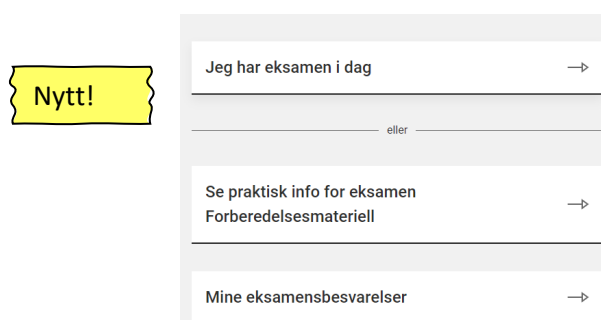 Nytt!
Jeg har eksamen i dag
eller
Se praktisk info for eksamen
Forberedelsesmateriell
Mine eksamensbesvarelser